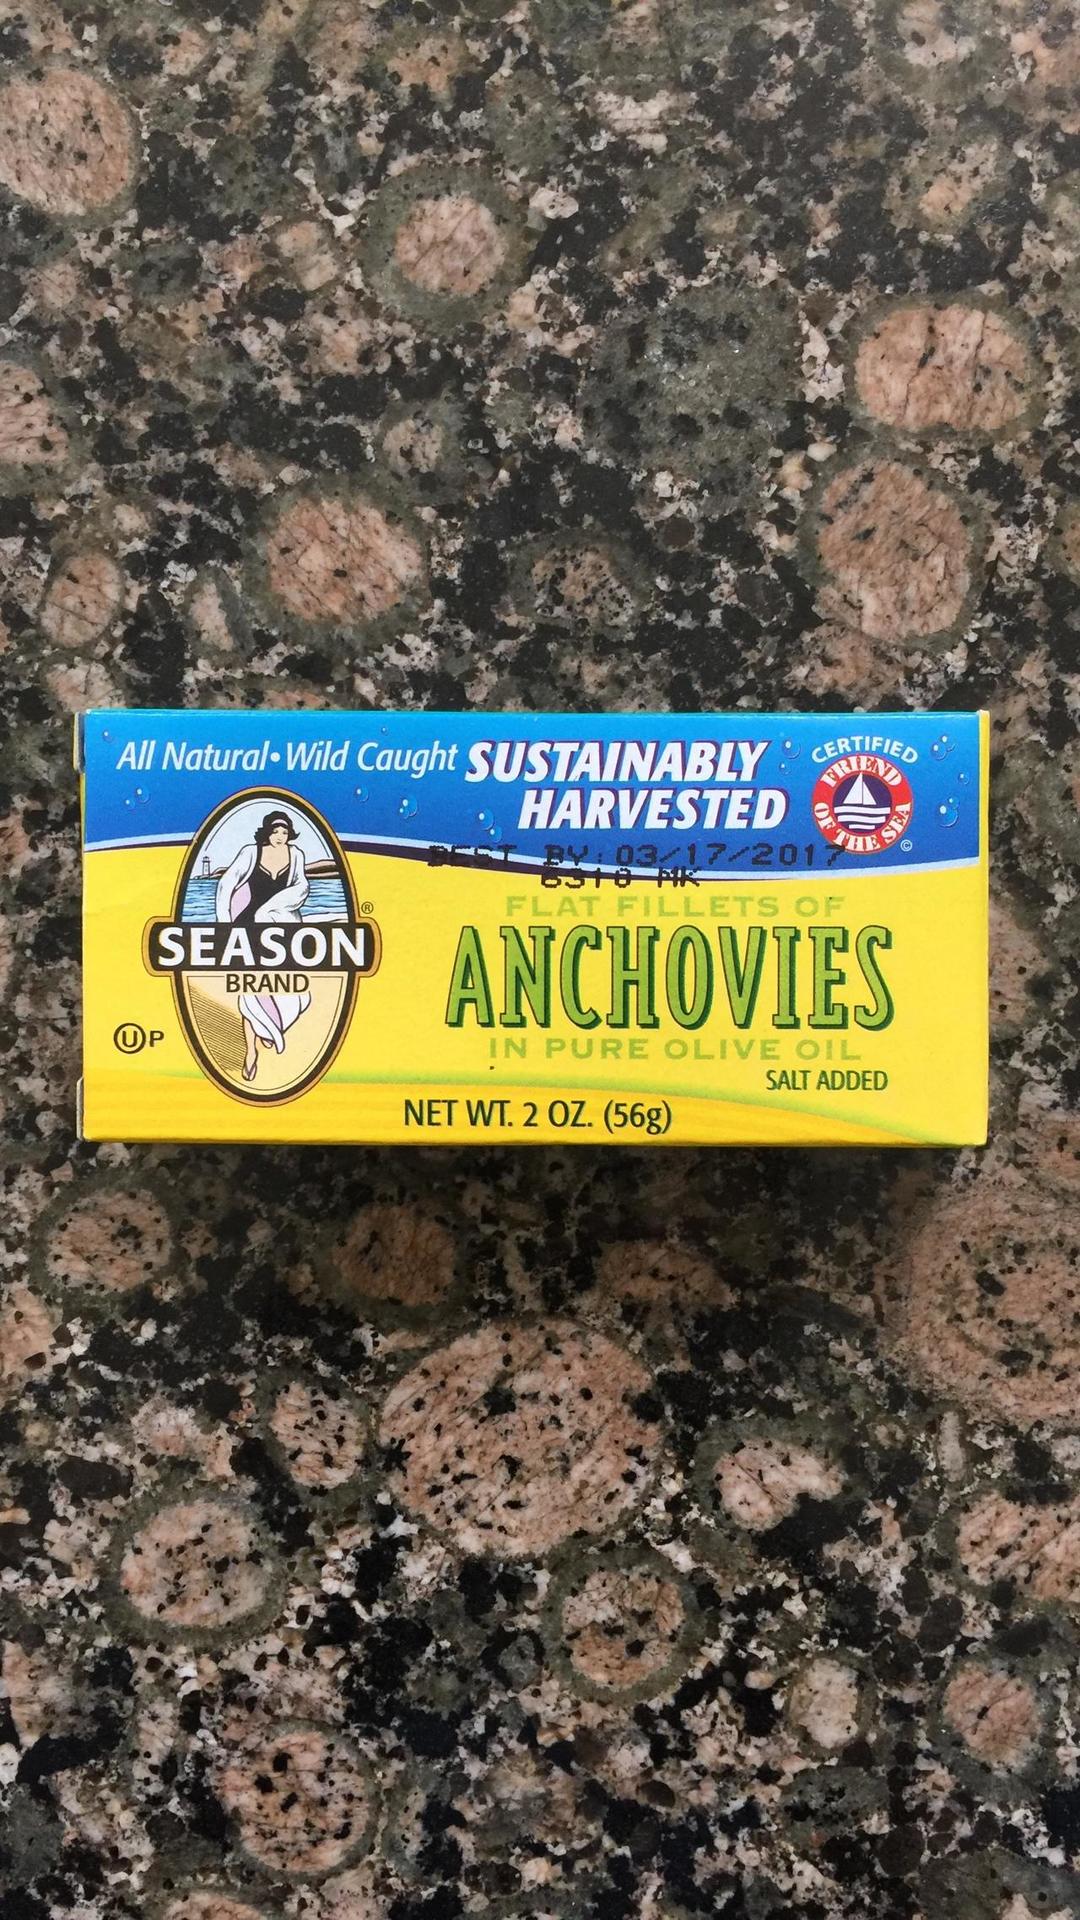 All Natural•Wild Caught SUSTAINABLY
HARVESTED
CERTIFIED
FRIEND
OF THE SEA
©
BEST BY: 03/17/2017
MK
FLAT FILLETS OF
ANCHOVIES
IN PURE OLIVE OIL
SALT ADDED
®
SEASON
BRAND
U P
NET WT. 2 OZ. (56g)